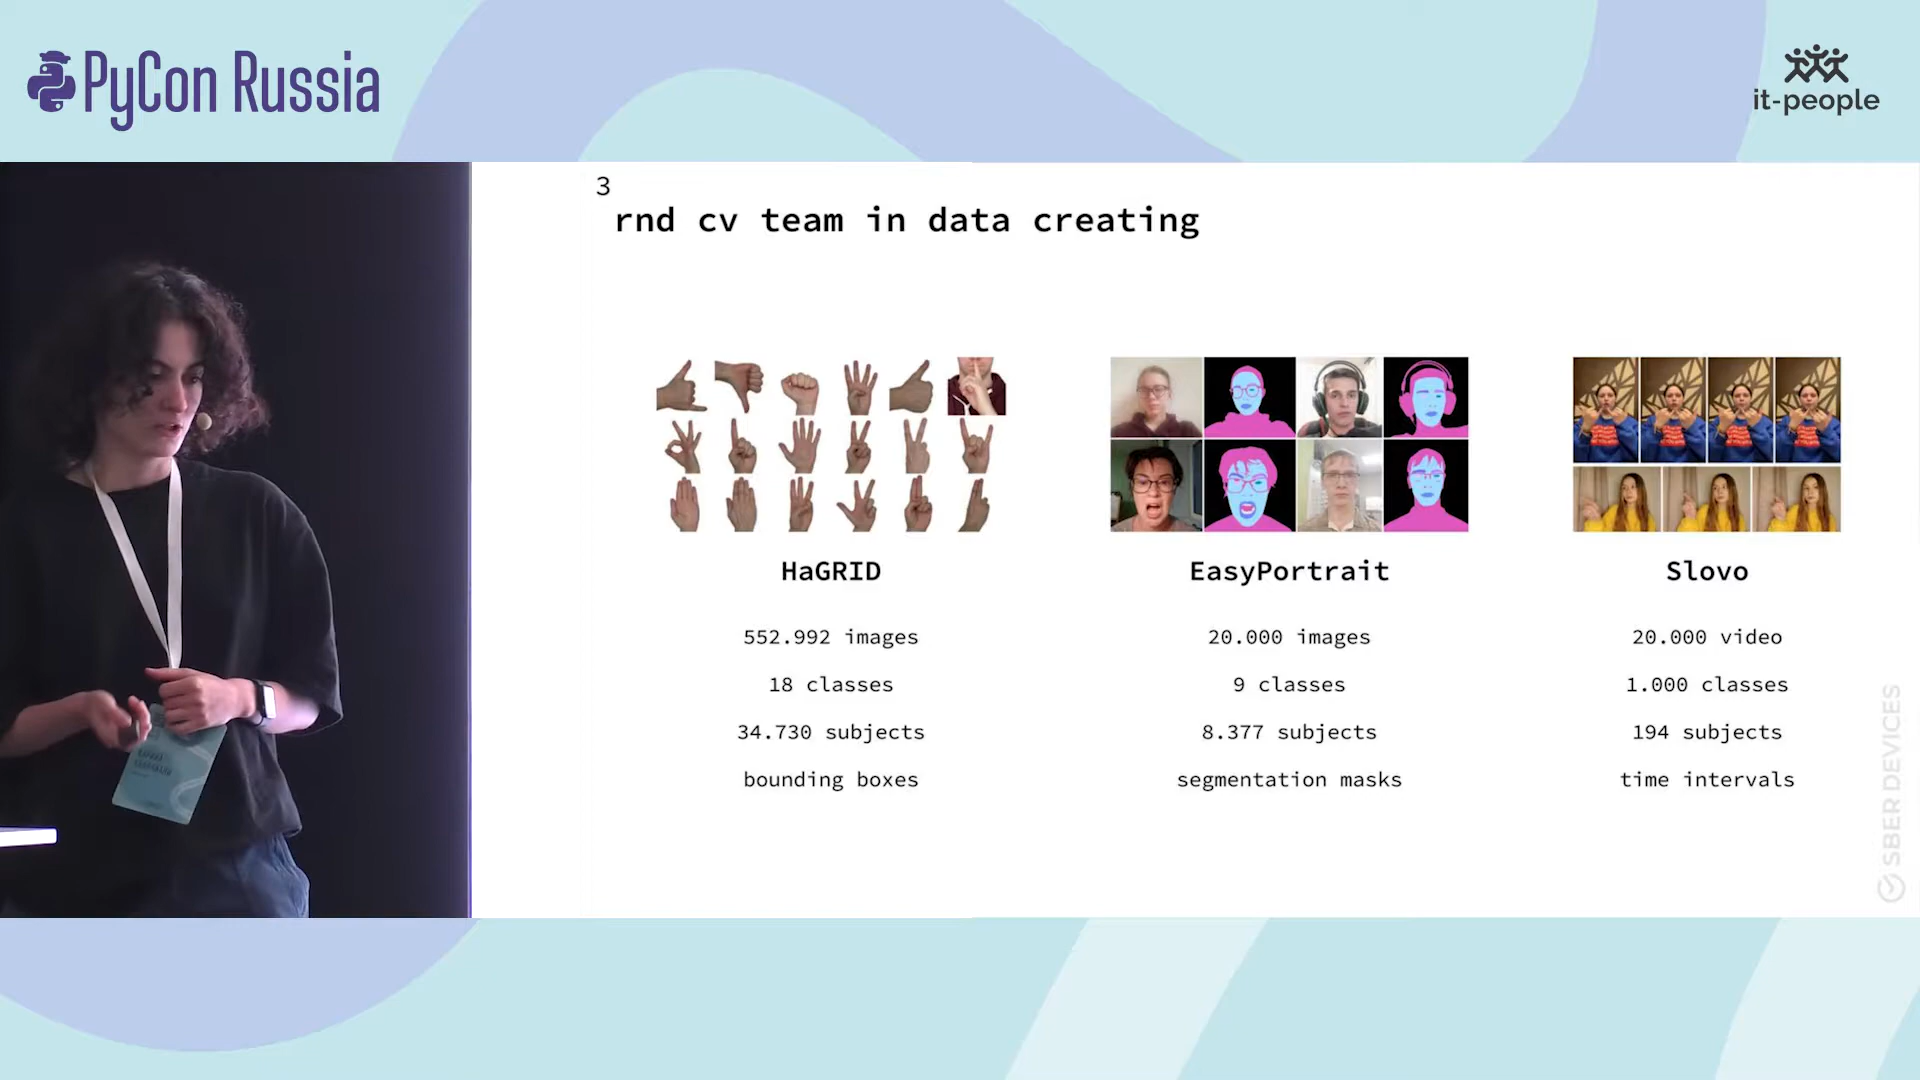 PyCon Russia
it-people
3
rnd cv team in data creating
HaGRID
552.992 images
18 classes
34.730 subjects
bounding boxes
EasyPortrait
20.000 images
9 classes
8.377 subjects
segmentation masks
Slovo
20.000 video
1.000 classes
194 subjects
time intervals
SBER DEVICES